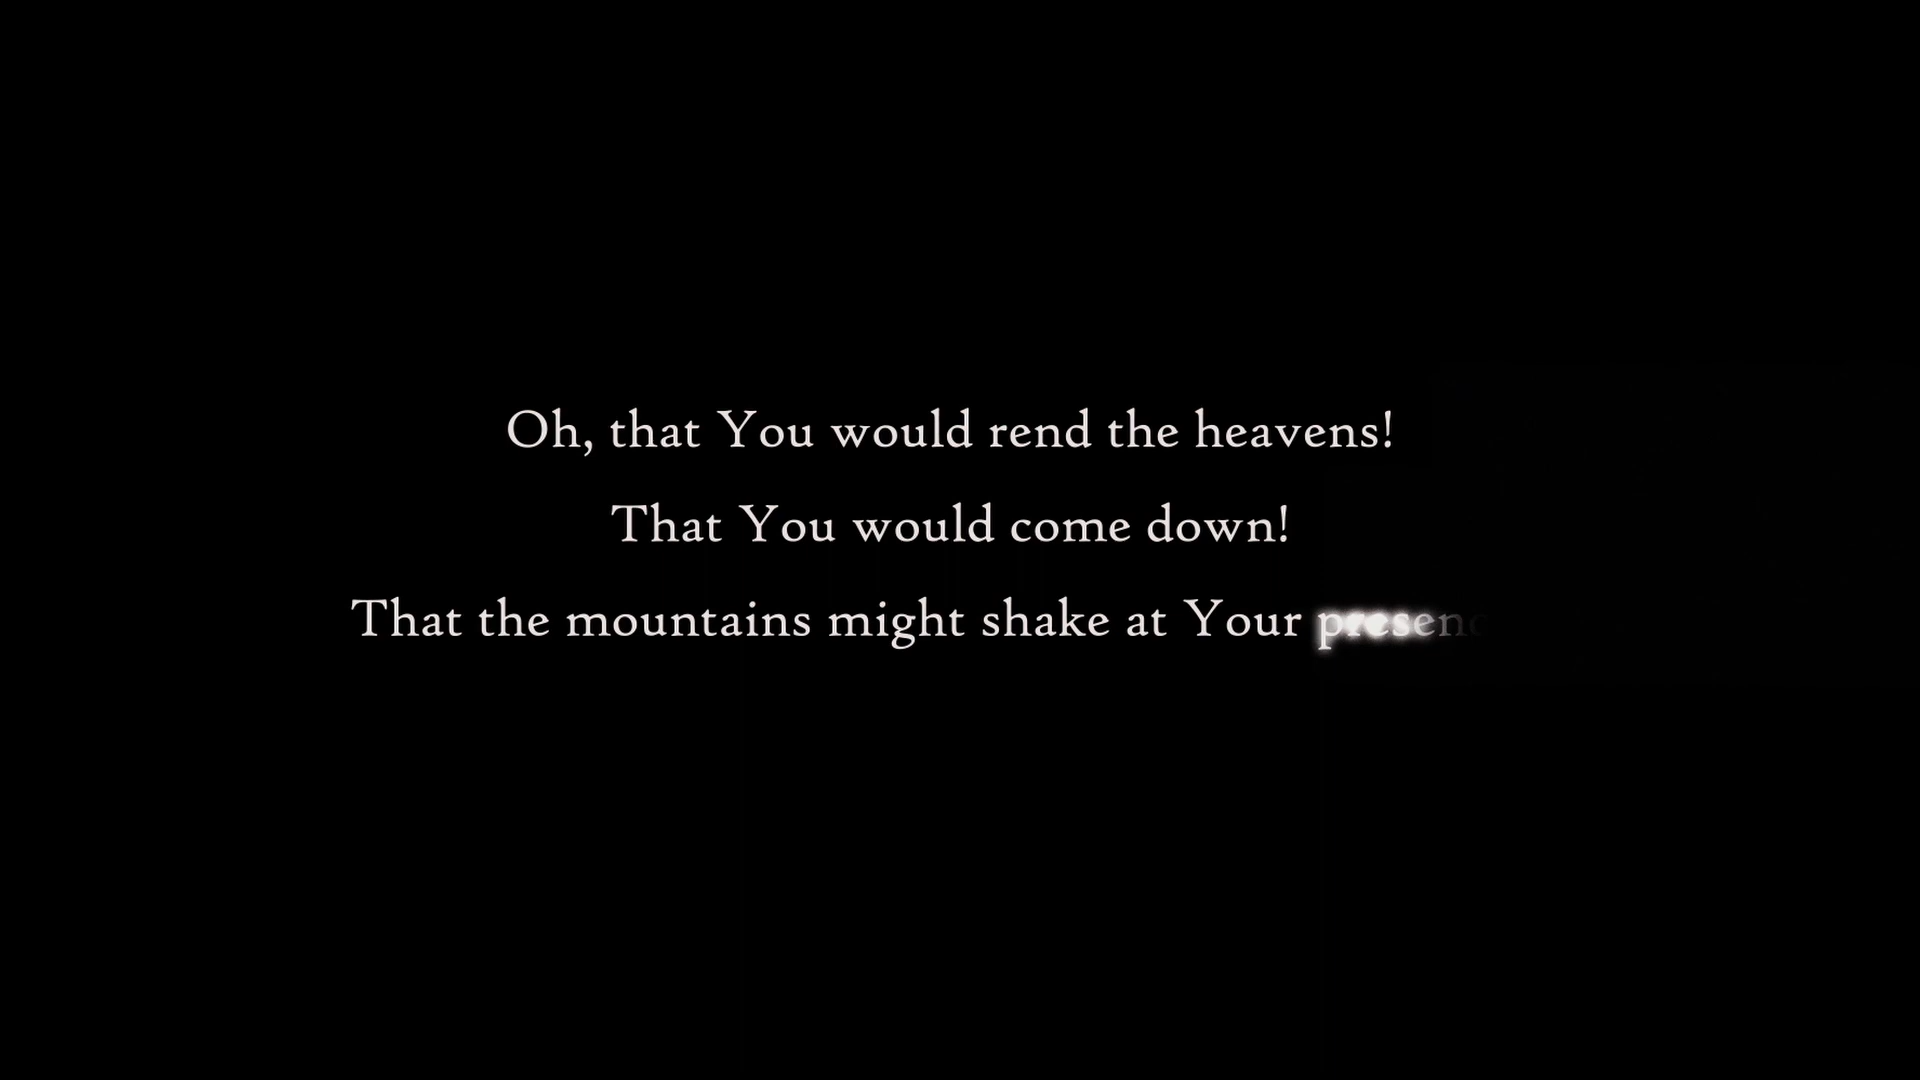 Oh, that You would rend the heavens!
That You would come down!
That the mountains might shake at Your presenc